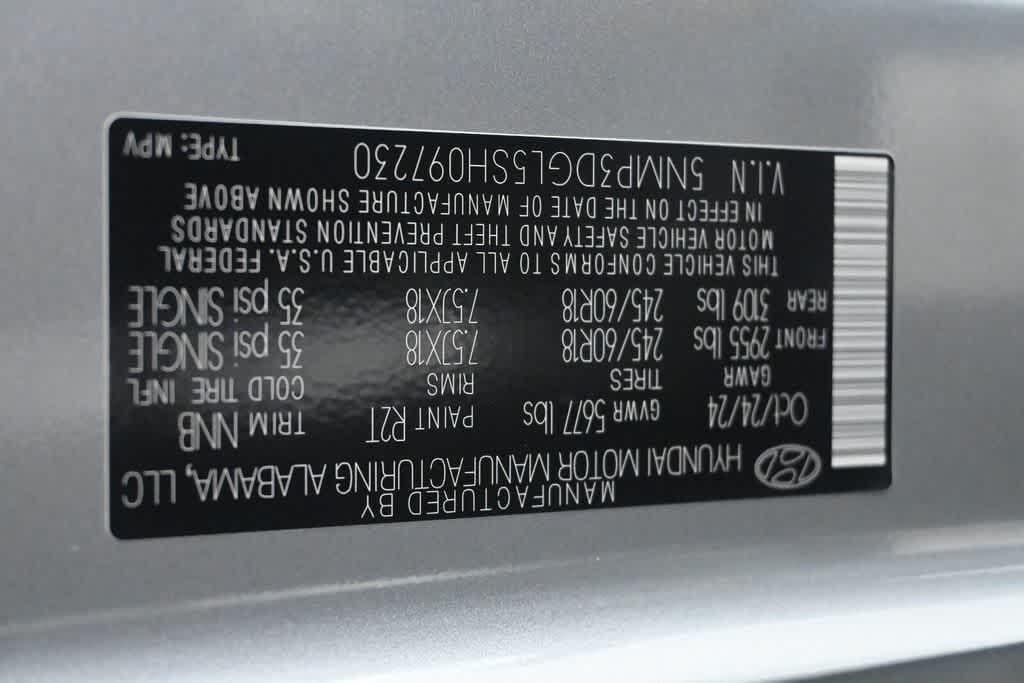 MANUFACTURED BY
HYUNDAI MOTOR MANUFACTURING ALABAMA, LLC
Oct/24/24 GVWR 5677 lbs PAINT R2T TRIM NNB
GAWR TIRES RIMS COLD TIRE INFL
FRONT 2955 lbs 245/60R18 7.5JX18 35 psi SINGLE
REAR 3109 lbs 245/60R18 7.5JX18 35 psi SINGLE
THIS VEHICLE CONFORMS TO ALL APPLICABLE U.S.A. FEDERAL
MOTOR VEHICLE SAFETY AND THEFT PREVENTION STANDARDS
IN EFFECT ON THE DATE OF MANUFACTURE SHOWN ABOVE
V.I.N 5NMP3DGL5SH097230 TYPE: MPV